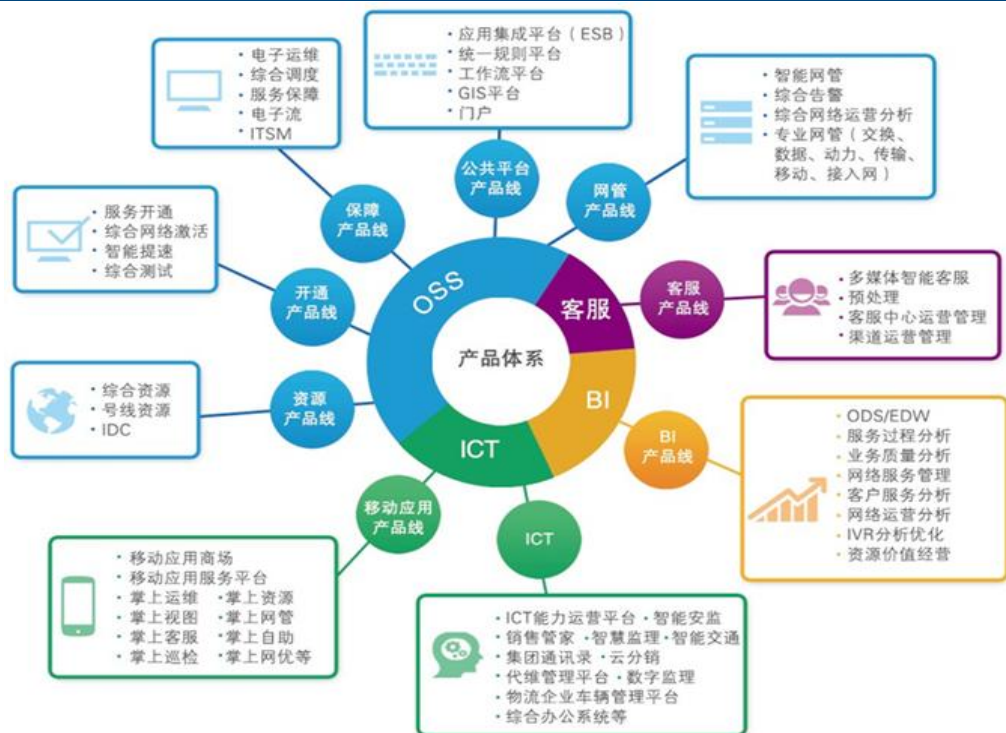 电子运维
综合调度
服务保障
电子流
ITSM
应用集成平台（ESB）
统一规则平台
工作流平台
GIS平台
门户
智能网管
综合告警
综合网络运营分析
专业网管（交换、
数据、动力、传输、
移动、接入网）
服务开通
综合网络激活
智能提速
综合测试
保障
产品线
公共平台
产品线
网管
产品线
开通
产品线
OSS
客服
客服
产品线
多媒体智能客服
预处理
客服中心运营管理
渠道运营管理
产品体系
综合资源
号线资源
IDC
资源
产品线
BI
BI
产品线
ODS/EDW
服务过程分析
业务质量分析
网络服务管理
客户服务分析
网络运营分析
IVR分析优化
资源价值经营
ICT
移动应用
产品线
ICT
移动应用商场
移动应用服务平台
掌上运维 掌上资源
掌上视图 掌上网管
掌上客服 掌上自助
掌上巡检 掌上网优等
ICT能力运营平台 智能安监
销售管家 智慧监理 智能交通
集团通讯录 云分销
代维管理平台 数字监理
物流企业车辆管理平台
综合办公系统等